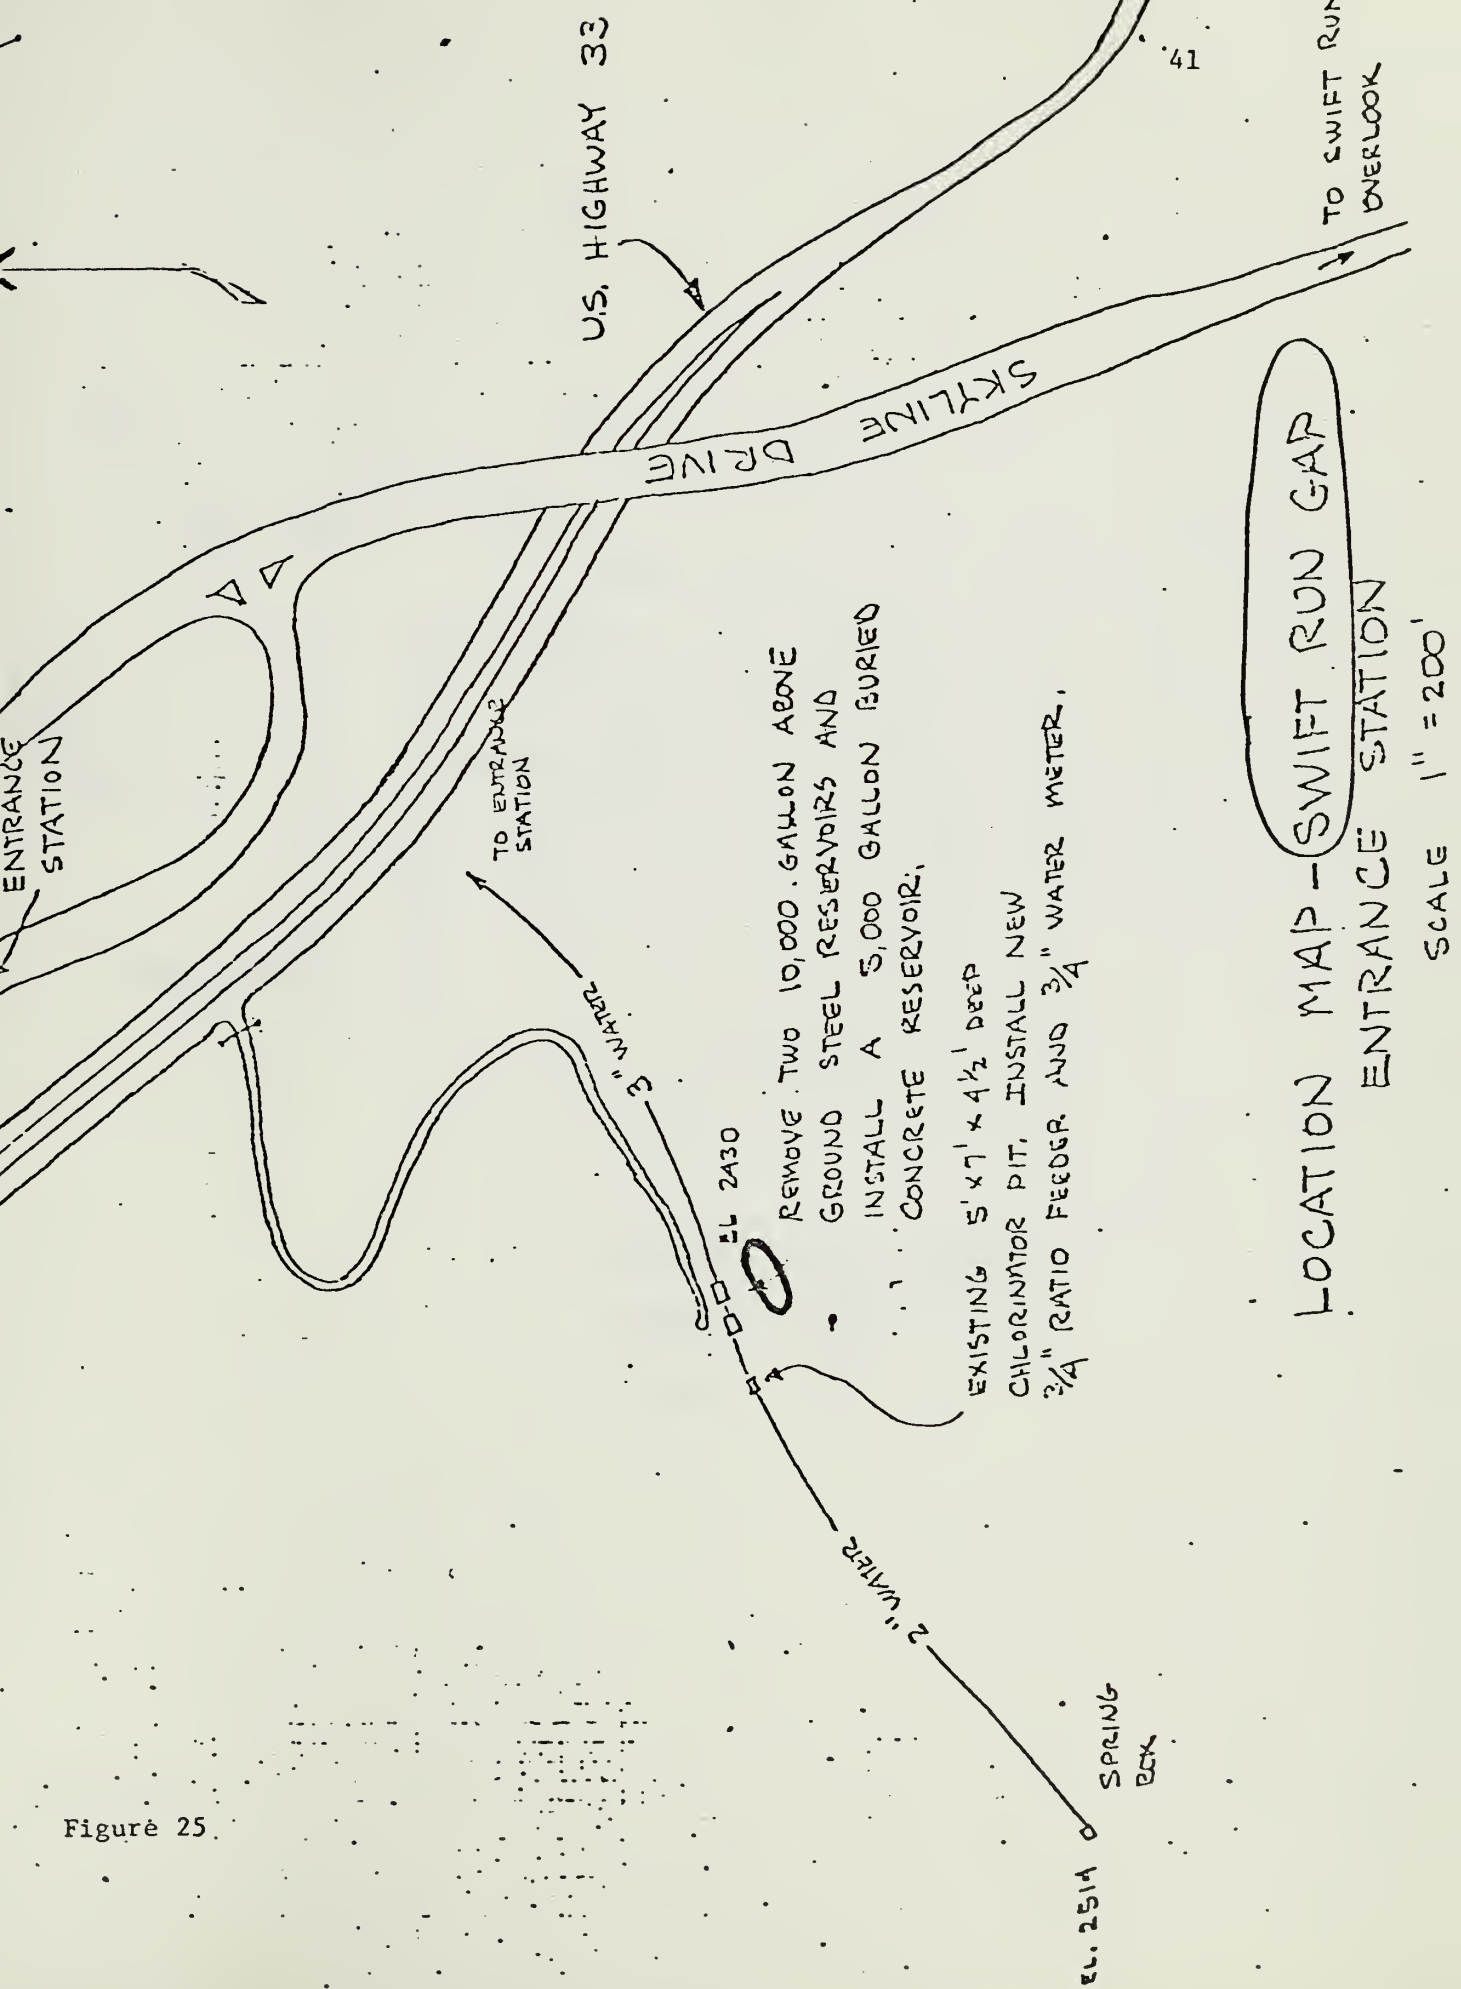 41
Figure 25.
ENTRANCE
STATION
U.S. HIGHWAY 33
SKYLINE DRIVE
TO SWIFT RUN
OVERLOOK
TO ENTRANCE
STATION
3" WATER
EL 2430
REMOVE TWO 10,000 GALLON ABOVE
GROUND STEEL RESERVOIRS AND
INSTALL A 5,000 GALLON BURIED
CONCRETE RESERVOIR.
EXISTING 5' x 7' x 4½' DEEP
CHLORINATOR PIT. INSTALL NEW
¾" RATIO FEEDER AND ¾" WATER METER.
2" WATER
SPRING
BOX
EL. 2514
LOCATION MAP - SWIFT RUN GAP
ENTRANCE STATION
SCALE 1" = 200'